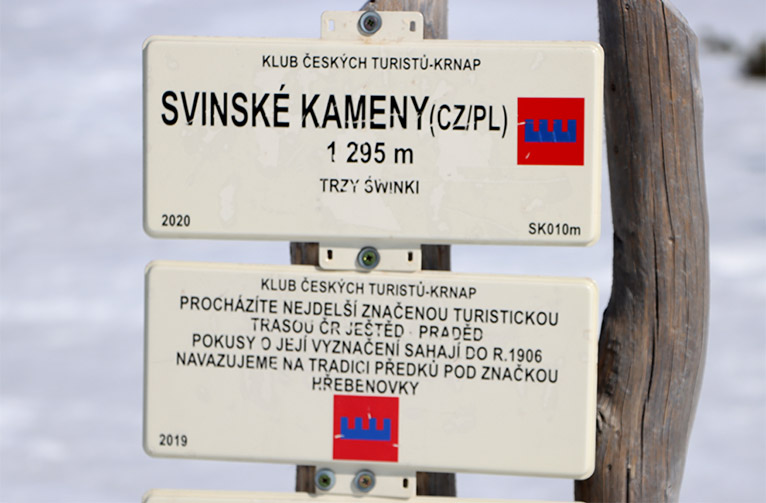 KLUB ČESKÝCH TURISTŮ-KRNAP
SVINSKÉ KAMENY(CZ/PL)
1 295 m
TRZY ŚWINKI
2020 SK010m
KLUB ČESKÝCH TURISTŮ-KRNAP
PROCHÁZÍTE NEJDELŠÍ ZNAČENOU TURISTICKOU
TRASOU ČR JEŠTĚD - PRADĚD
POKUSY O JEJÍ VYZNAČENÍ SAHAJÍ DO R.1906
NAVAZUJEME NA TRADICI PŘEDKŮ POD ZNAČKOU
HŘEBENOVKY
2019